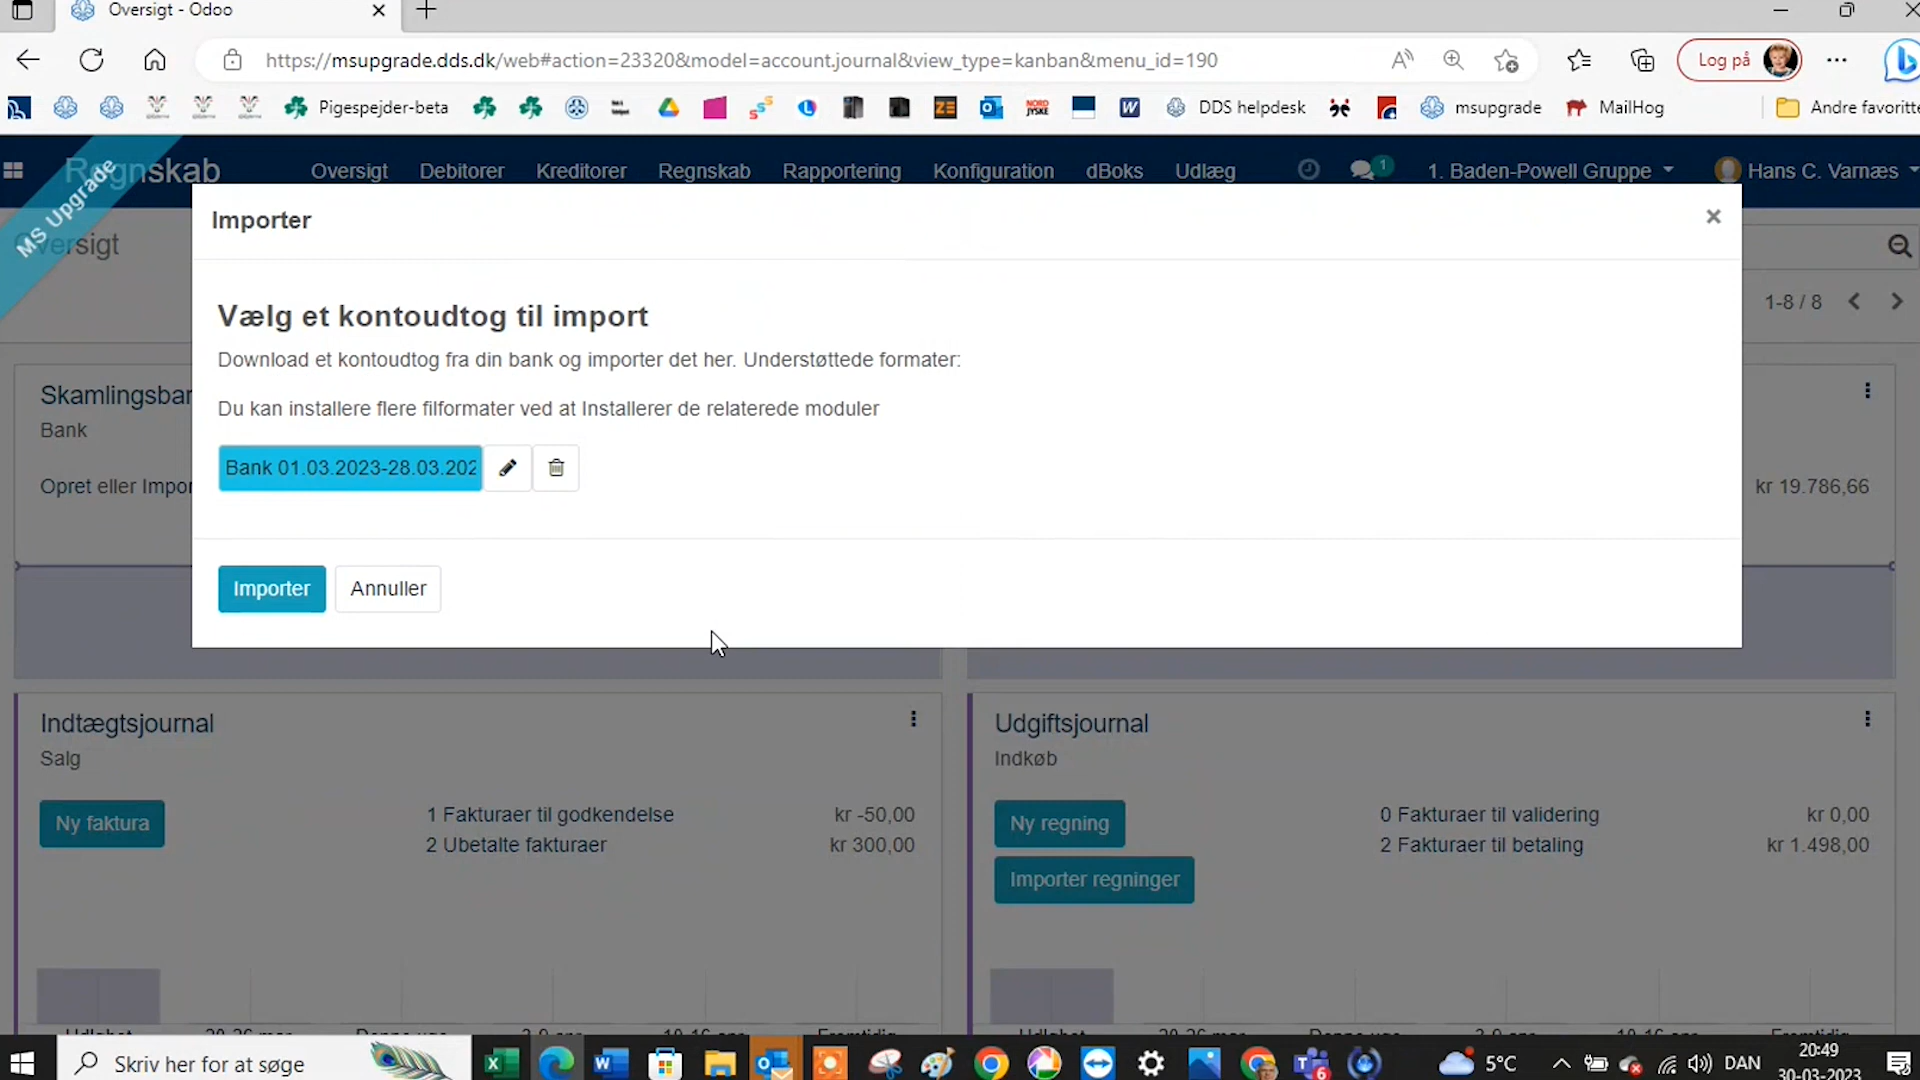 Oversigt - Odoo
https://msupgrade.dds.dk/web#action=23320&model=account.journal&view_type=kanban&menu_id=190
Log på
Pigespejder-beta
DDS helpdesk
msupgrade
MailHog
Andre favoritte
MS Upgrade
Regnskab
Oversigt
Debitorer
Kreditorer
Regnskab
Rapportering
Konfiguration
dBoks
Udlæg
1
1. Baden-Powell Gruppe
Hans C. Varnæs
Oversigt
1-8 / 8
Importer
Vælg et kontoudtog til import
Download et kontoudtog fra din bank og importer det her. Understøttede formater:
Du kan installere flere filformater ved at Installerer de relaterede moduler
Bank 01.03.2023-28.03.202
Importer
Annuller
Skamlingsbar
Bank
Opret eller Impor
kr 19.786,66
Indtægtsjournal
Salg
Ny faktura
1 Fakturaer til godkendelse
kr -50,00
2 Ubetalte fakturaer
kr 300,00
Udgiftsjournal
Indkøb
Ny regning
Importer regninger
0 Fakturaer til validering
kr 0,00
2 Fakturaer til betaling
kr 1.498,00
Skriv her for at søge
6
5°C
DAN
20:49
30-03-2023